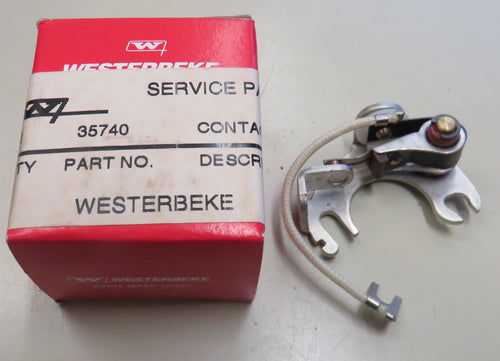 WESTERBEKE
SERVICE PA
35740 CONTA
TY PART NO. DESCR
WESTERBEKE
WESTERBEKE